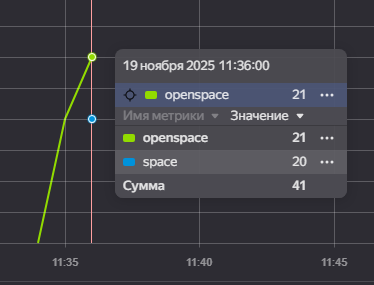 19 ноября 2025 11:36:00
openspace 21 •••
Имя метрики ▼ Значение ▼
openspace 21 •••
space 20 •••
Сумма 41
11:35 11:40 11:45